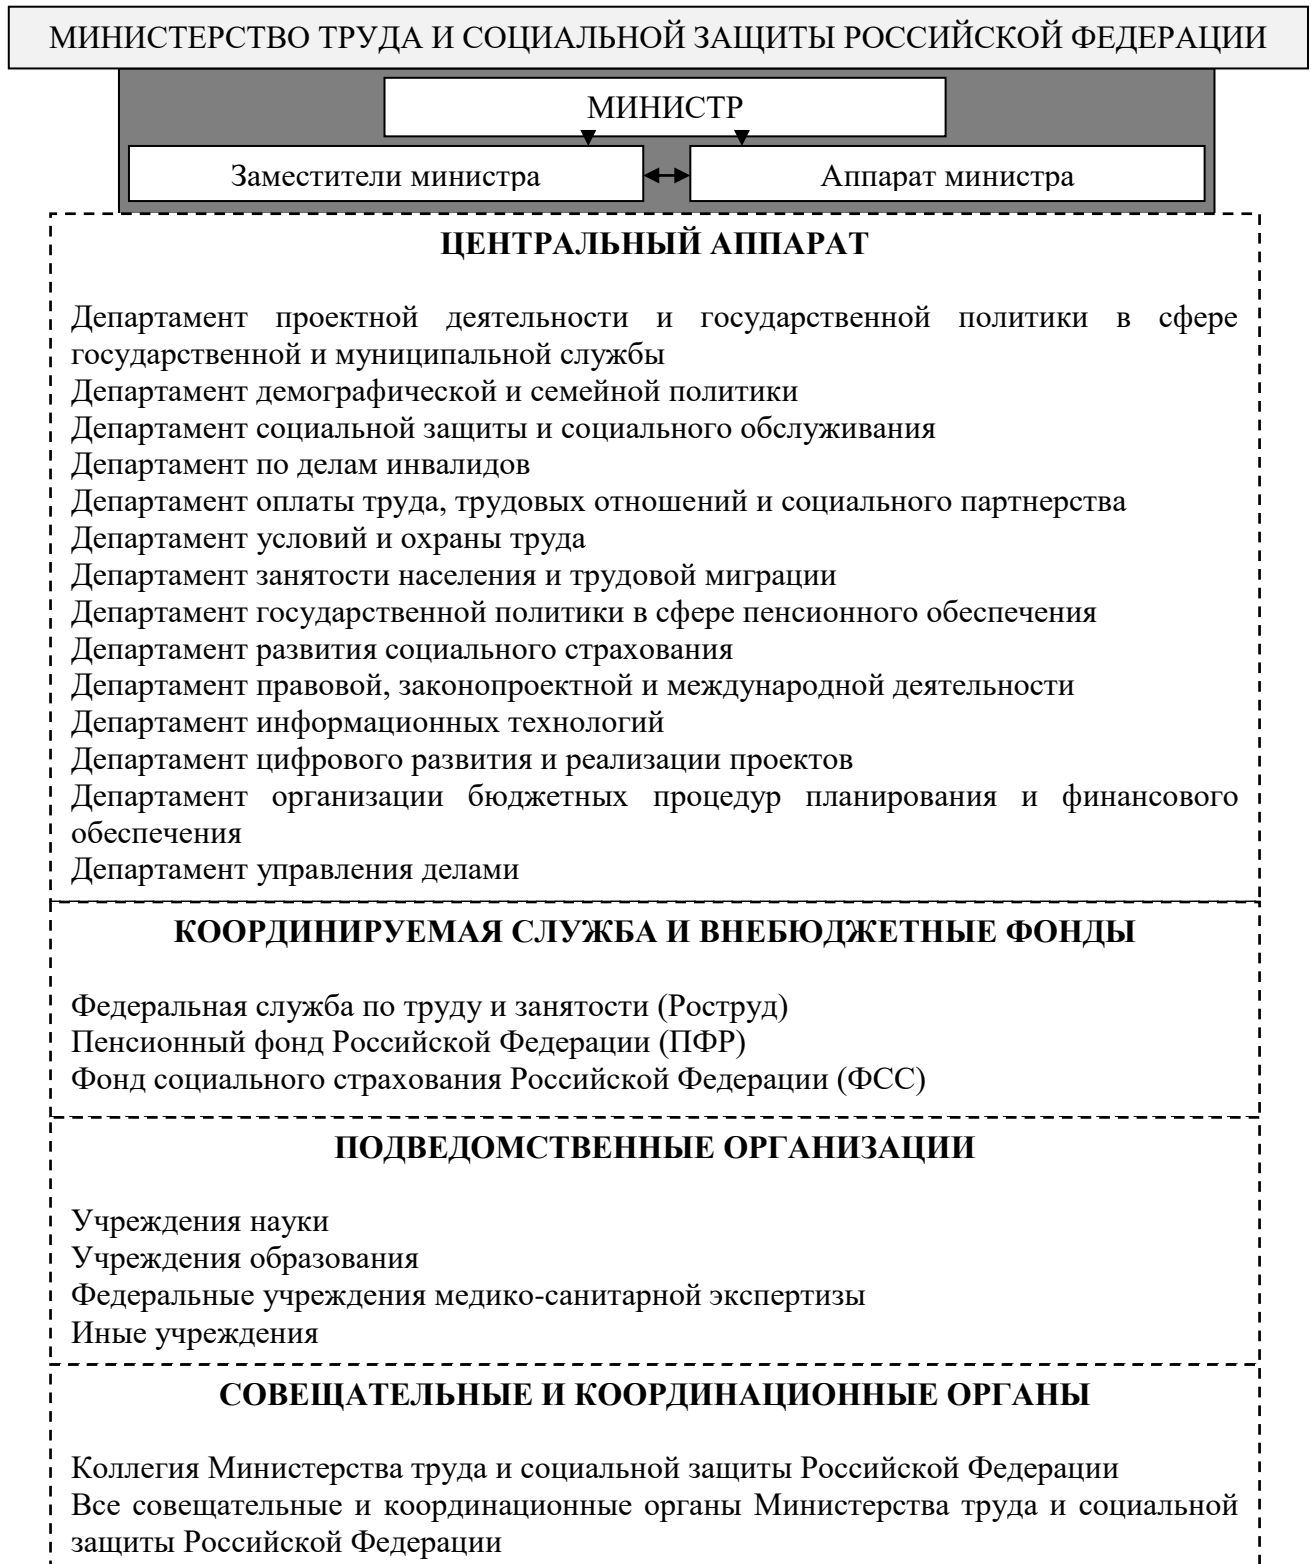 МИНИСТЕРСТВО ТРУДА И СОЦИАЛЬНОЙ ЗАЩИТЫ РОССИЙСКОЙ ФЕДЕРАЦИИ
МИНИСТР
Заместители министра
Аппарат министра
ЦЕНТРАЛЬНЫЙ АППАРАТ
Департамент проектной деятельности и государственной политики в сфере
государственной и муниципальной службы
Департамент демографической и семейной политики
Департамент социальной защиты и социального обслуживания
Департамент по делам инвалидов
Департамент оплаты труда, трудовых отношений и социального партнерства
Департамент условий и охраны труда
Департамент занятости населения и трудовой миграции
Департамент государственной политики в сфере пенсионного обеспечения
Департамент развития социального страхования
Департамент правовой, законопроектной и международной деятельности
Департамент информационных технологий
Департамент цифрового развития и реализации проектов
Департамент организации бюджетных процедур планирования и финансового
обеспечения
Департамент управления делами
КООРДИНИРУЕМАЯ СЛУЖБА И ВНЕБЮДЖЕТНЫЕ ФОНДЫ
Федеральная служба по труду и занятости (Роструд)
Пенсионный фонд Российской Федерации (ПФР)
Фонд социального страхования Российской Федерации (ФСС)
ПОДВЕДОМСТВЕННЫЕ ОРГАНИЗАЦИИ
Учреждения науки
Учреждения образования
Федеральные учреждения медико-санитарной экспертизы
Иные учреждения
СОВЕЩАТЕЛЬНЫЕ И КООРДИНАЦИОННЫЕ ОРГАНЫ
Коллегия Министерства труда и социальной защиты Российской Федерации
Все совещательные и координационные органы Министерства труда и социальной
защиты Российской Федерации